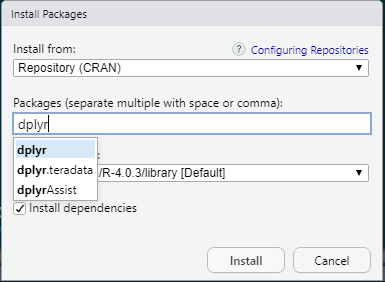 Install Packages
Install from:
? Configuring Repositories
Repository (CRAN)
Packages (separate multiple with space or comma):
dplyr
dplyr
dplyr.teradata
dplyrAssist
:
/R-4.0.3/library [Default]
Install dependencies
Install
Cancel